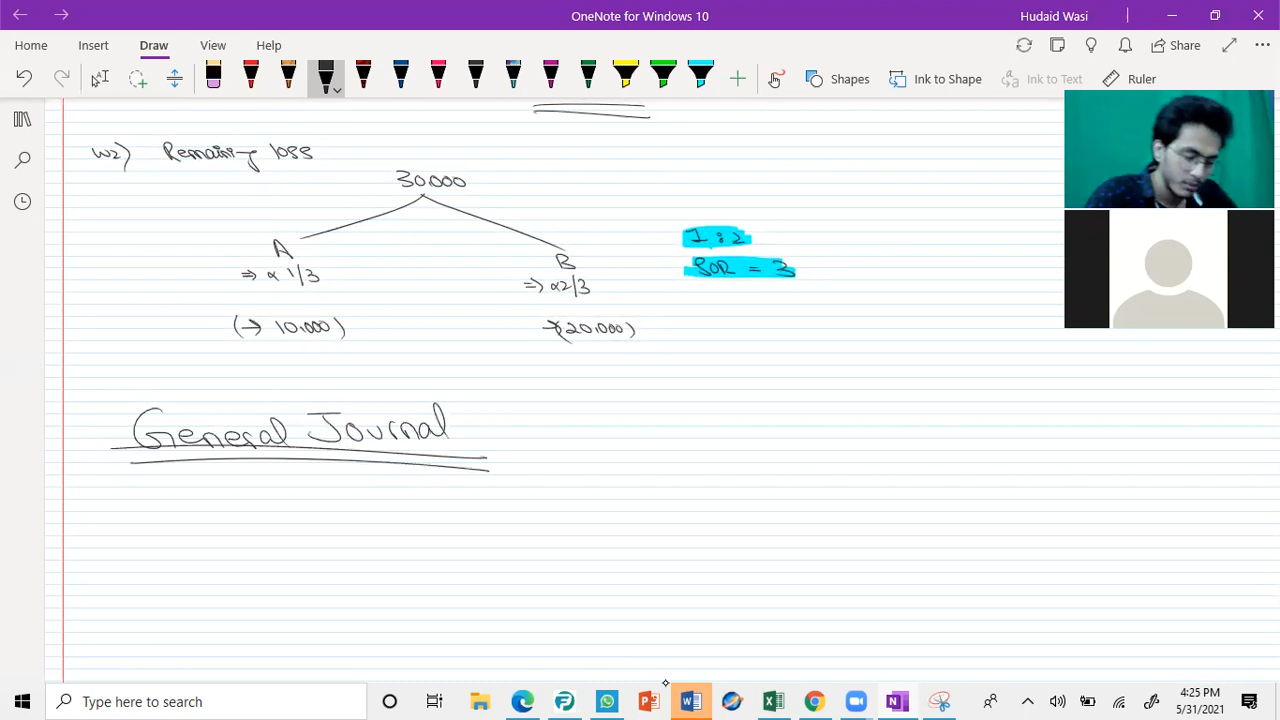 OneNote for Windows 10
Hudaid Wasi
Home Insert Draw View Help
Share
Shapes
Ink to Shape
Ink to Text
Ruler
W2) Remaining loss
30,000
A
B
⇒ α 1/3
⇒ α2/3
1 : 2
SOR = 3
(→ 10,000)
→(20,000)
General Journal
Type here to search
4:25 PM
5/31/2021